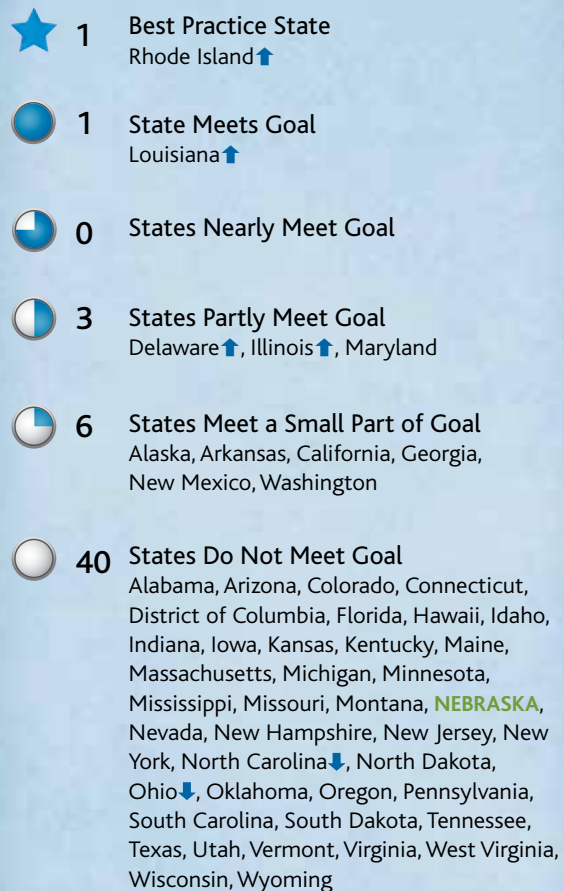 1 Best Practice State
Rhode Island⬆
1 State Meets Goal
Louisiana⬆
0 States Nearly Meet Goal
3 States Partly Meet Goal
Delaware⬆, Illinois⬆, Maryland
6 States Meet a Small Part of Goal
Alaska, Arkansas, California, Georgia,
New Mexico, Washington
40 States Do Not Meet Goal
Alabama, Arizona, Colorado, Connecticut,
District of Columbia, Florida, Hawaii, Idaho,
Indiana, Iowa, Kansas, Kentucky, Maine,
Massachusetts, Michigan, Minnesota,
Mississippi, Missouri, Montana, NEBRASKA,
Nevada, New Hampshire, New Jersey, New
York, North Carolina⬇, North Dakota,
Ohio⬇, Oklahoma, Oregon, Pennsylvania,
South Carolina, South Dakota, Tennessee,
Texas, Utah, Vermont, Virginia, West Virginia,
Wisconsin, Wyoming